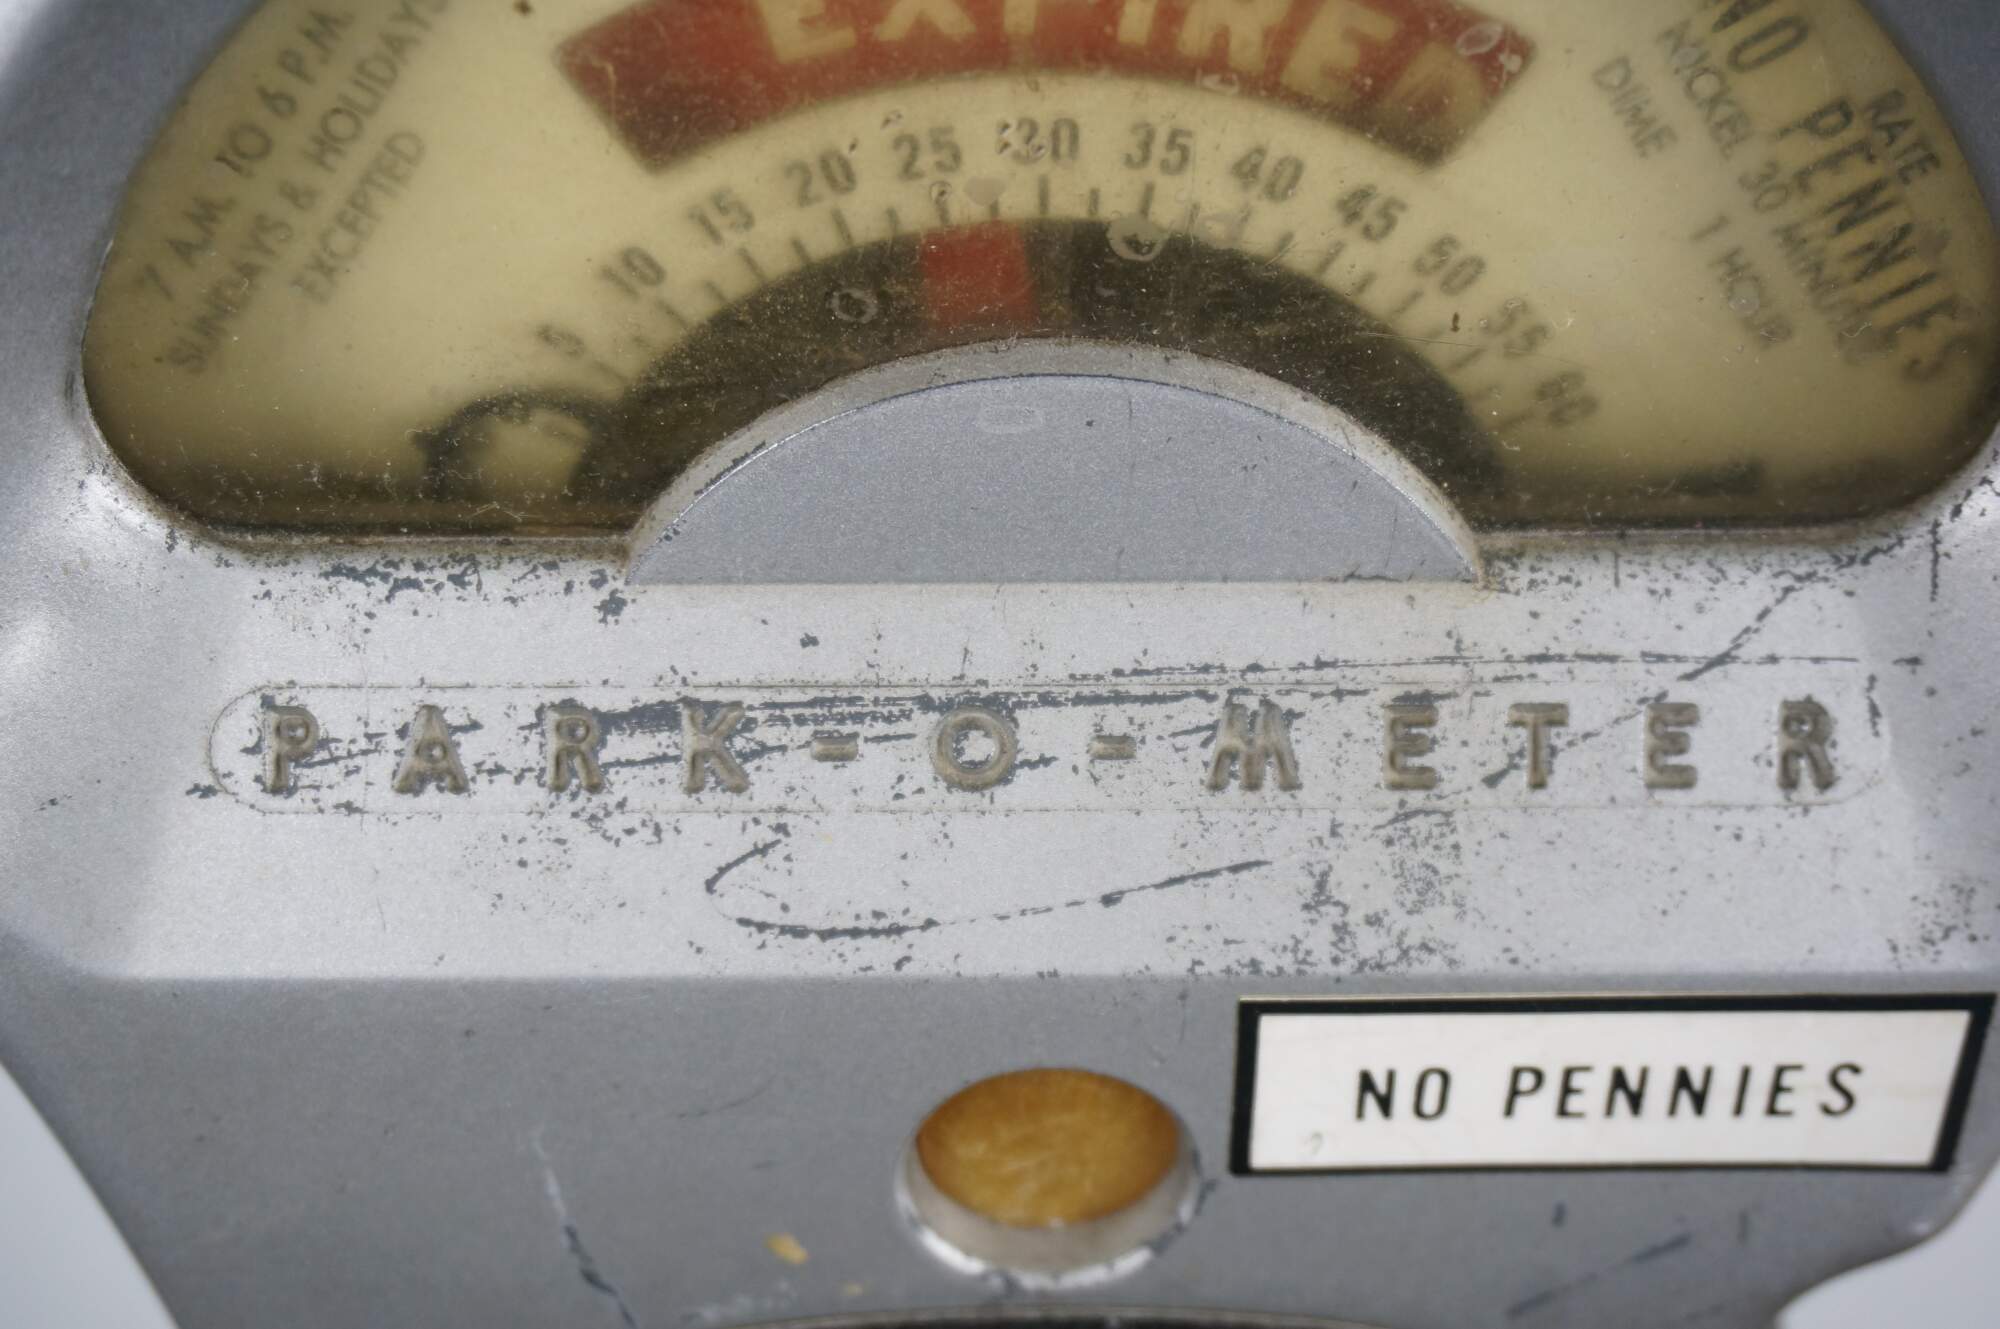 EXPIRED
7 A.M. TO 6 P.M.
SUNDAYS & HOLIDAYS
EXCEPTED
5 10 15 20 25 30 35 40 45 50 55 60
NO PENNIES
RATE
NICKEL 30 MINUTES
DIME 1 HOUR
PARK-O-METER
NO PENNIES